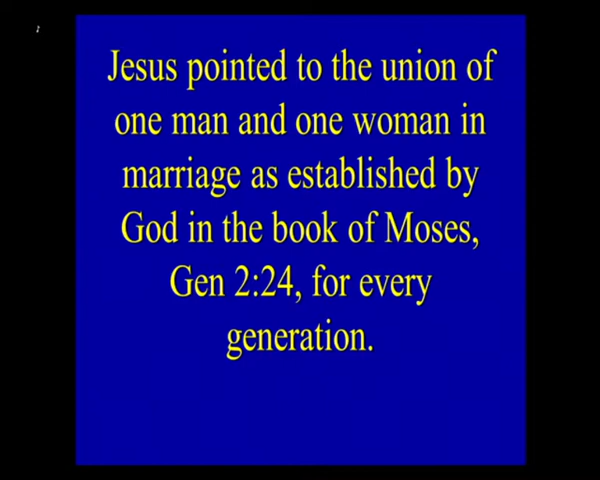 Jesus pointed to the union of
one man and one woman in
marriage as established by
God in the book of Moses,
Gen 2:24, for every
generation.